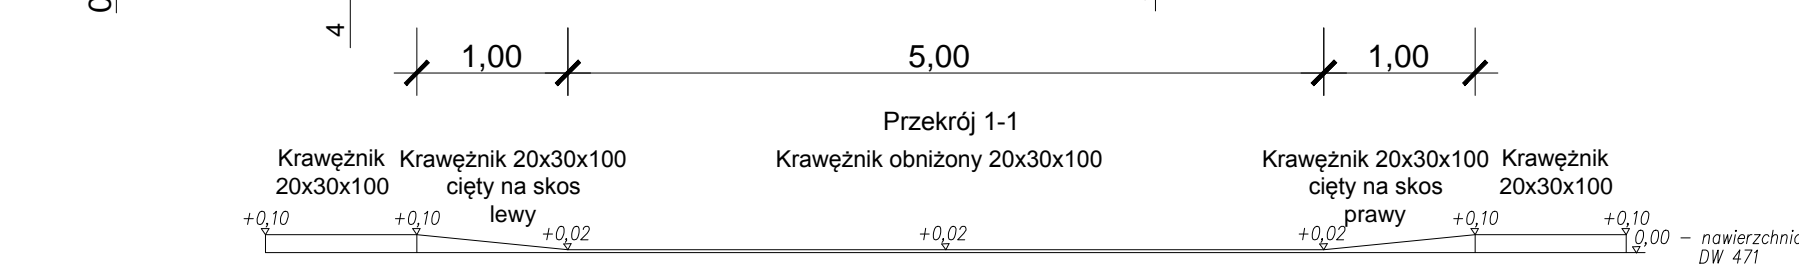 4
1,00 5,00 1,00
Przekrój 1-1
Krawężnik
20x30x100
Krawężnik 20x30x100
cięty na skos
lewy
Krawężnik obniżony 20x30x100
Krawężnik 20x30x100
cięty na skos
prawy
Krawężnik
20x30x100
+0,10 +0,10 +0,02 +0,02 +0,02 +0,10 +0,10
0,00 – nawierzchnia
DW 471